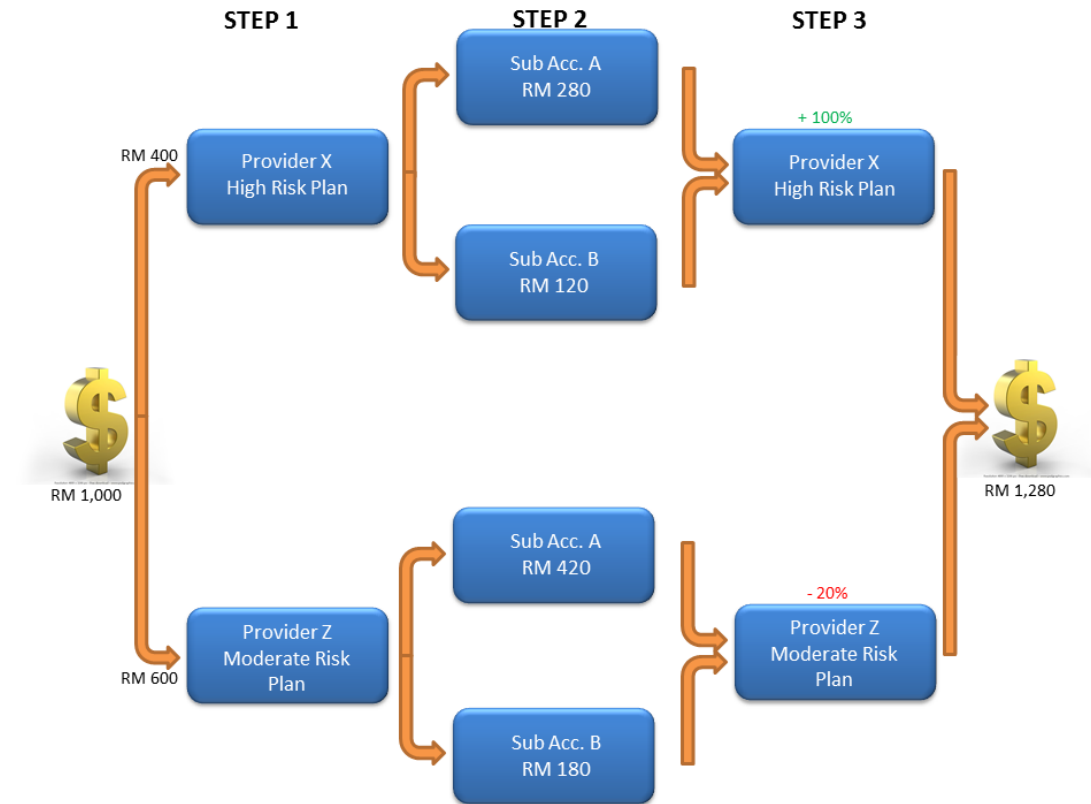 STEP 1
STEP 2
STEP 3
Sub Acc. A
RM 280
+ 100%
RM 400
Provider X
High Risk Plan
Provider X
High Risk Plan
Sub Acc. B
RM 120
RM 1,000
RM 1,280
Sub Acc. A
RM 420
- 20%
Provider Z
Moderate Risk
Plan
Provider Z
Moderate Risk
Plan
RM 600
Sub Acc. B
RM 180